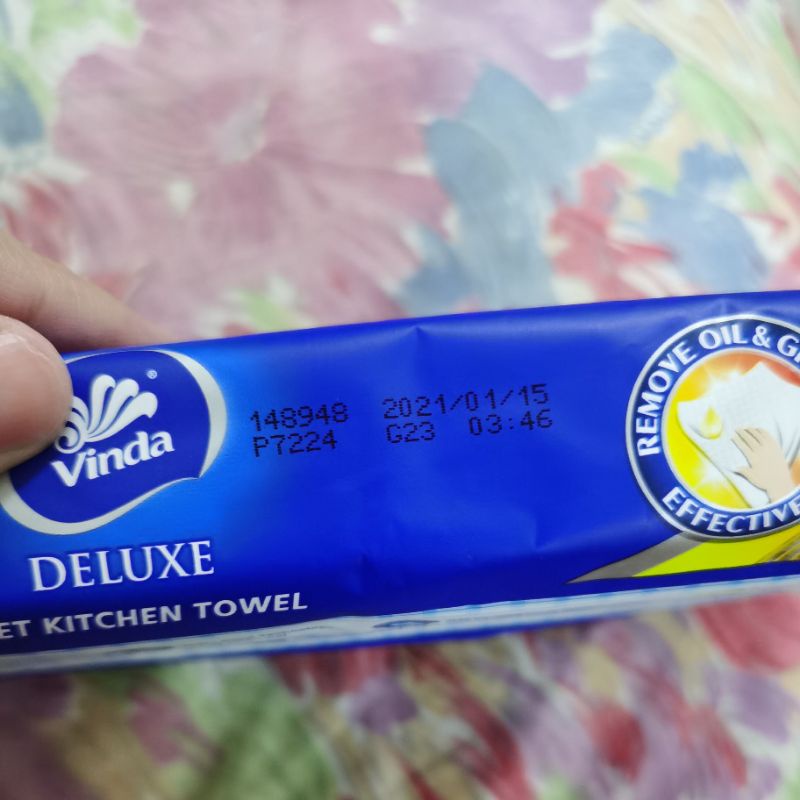 148948 2021/01/15
P7224 G23 03:46
Vinda
DELUXE
ET KITCHEN TOWEL
REMOVE OIL & G
EFFECTIVE